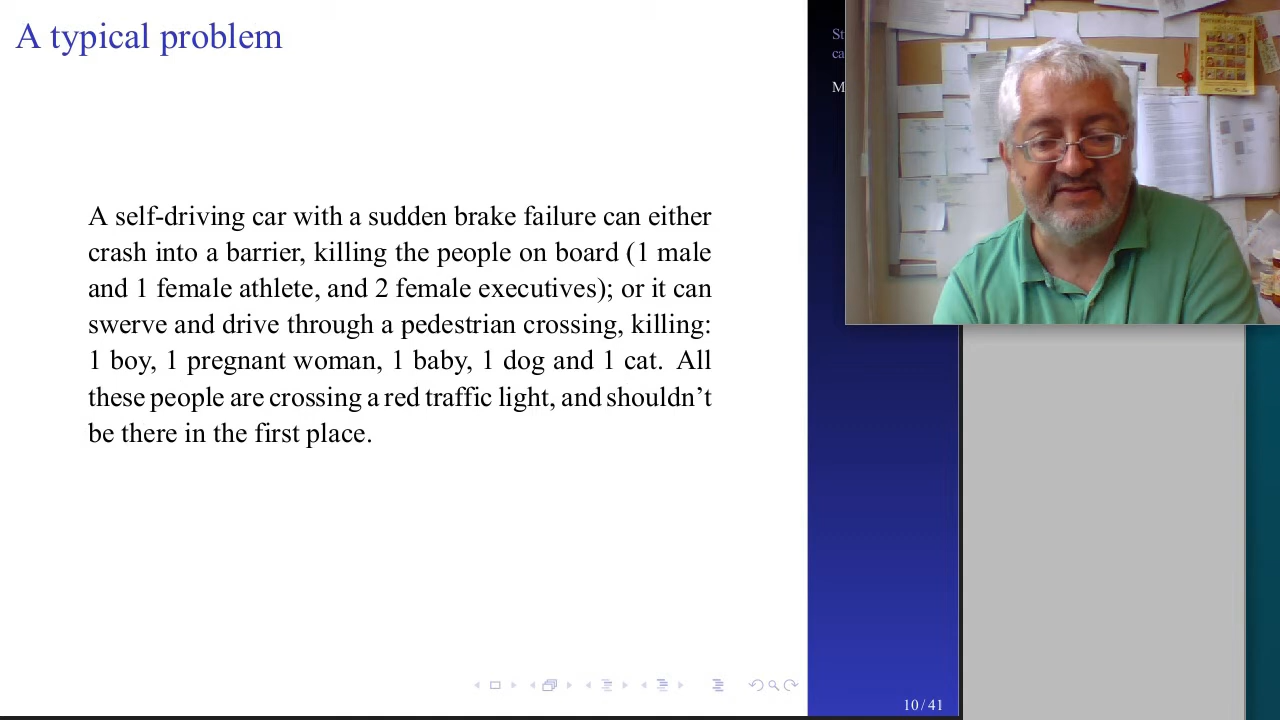 A typical problem
A self-driving car with a sudden brake failure can either
crash into a barrier, killing the people on board (1 male
and 1 female athlete, and 2 female executives); or it can
swerve and drive through a pedestrian crossing, killing:
1 boy, 1 pregnant woman, 1 baby, 1 dog and 1 cat. All
these people are crossing a red traffic light, and shouldn’t
be there in the first place.
St
ca
M
10/41